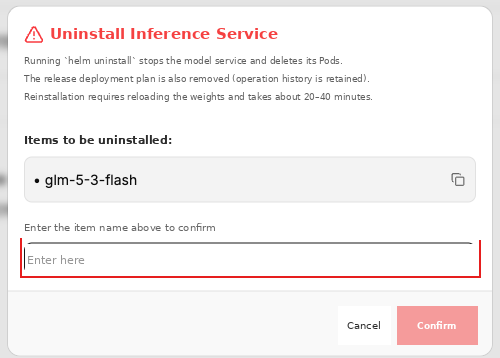 Uninstall Inference Service
Running `helm uninstall` stops the model service and deletes its Pods.
The release deployment plan is also removed (operation history is retained).
Reinstallation requires reloading the weights and takes about 20–40 minutes.
Items to be uninstalled:
• glm-5-3-flash
Enter the item name above to confirm
Enter here
Cancel
Confirm